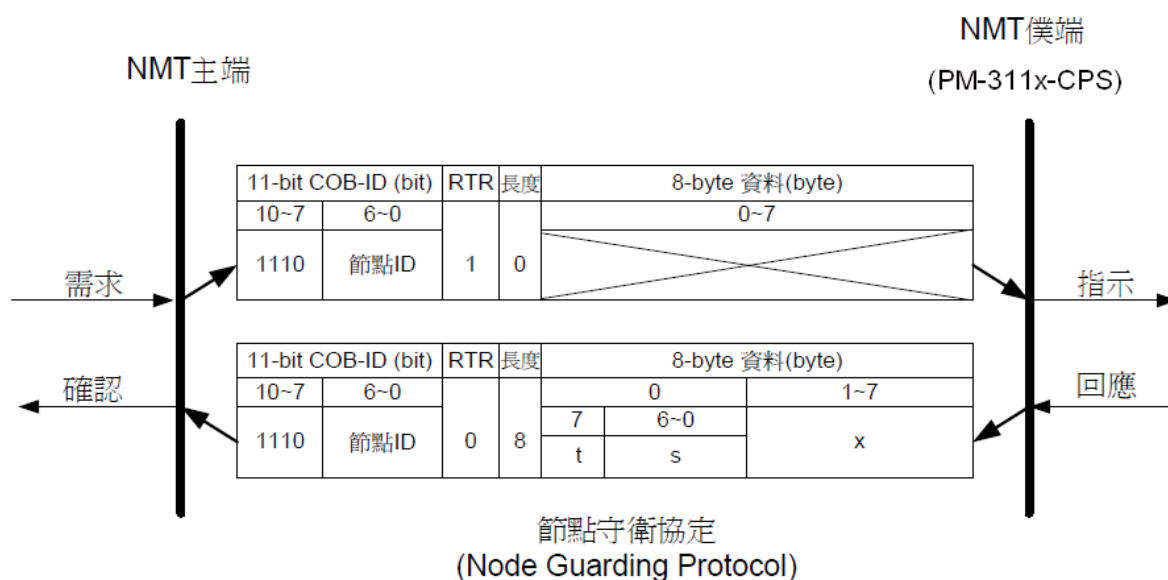 NMT主端
NMT僕端
(PM-311x-CPS)
11-bit COB-ID (bit) RTR 長度 8-byte 資料(byte)
10~7 6~0 0~7
1110 節點ID 1 0
需求
指示
11-bit COB-ID (bit) RTR 長度 8-byte 資料(byte)
10~7 6~0 0 1~7
確認
回應
7 6~0
1110 節點ID 0 8 x
t s
節點守衛協定
(Node Guarding Protocol)